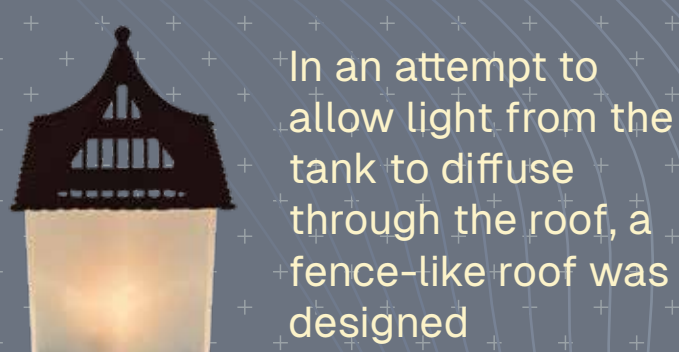 In an attempt to
allow light from the
tank to diffuse
through the roof, a
fence-like roof was
designed